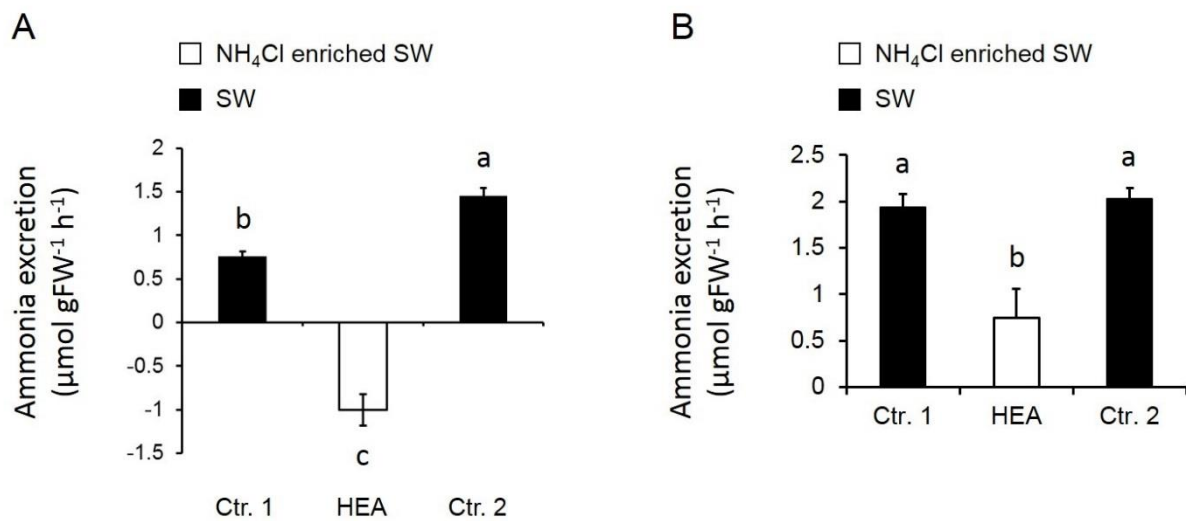 A
NH₄Cl enriched SW
SW
Ammonia excretion
(µmol gFW⁻¹ h⁻¹)
2
1.5
1
0.5
0
-0.5
-1
-1.5
b
c
a
Ctr. 1 HEA Ctr. 2
B
NH₄Cl enriched SW
SW
Ammonia excretion
(µmol gFW⁻¹ h⁻¹)
2.5
2
1.5
1
0.5
0
a
b
a
Ctr. 1 HEA Ctr. 2